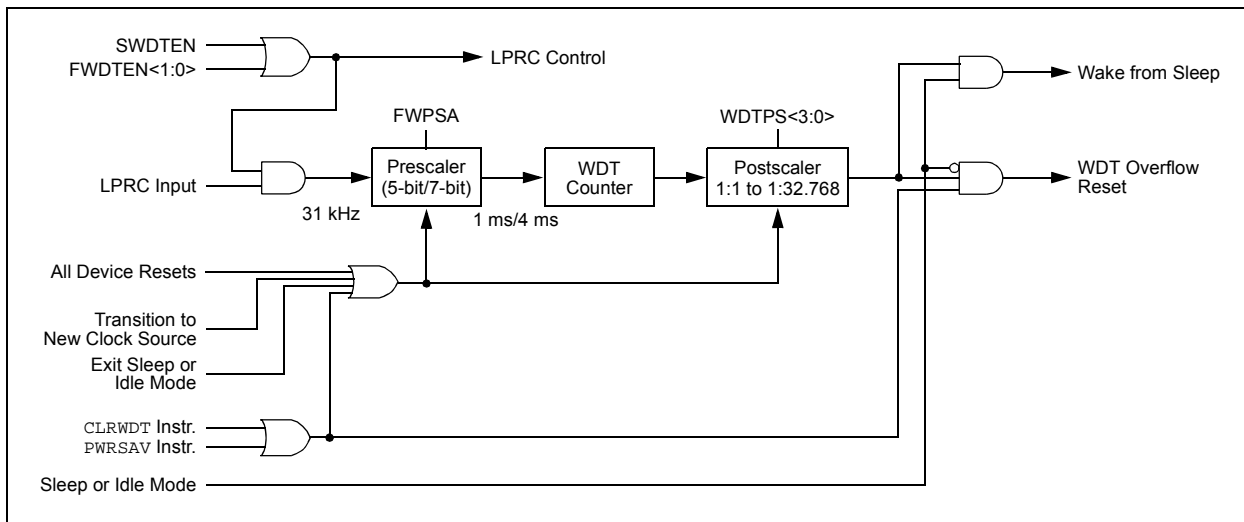 SWDTEN
FWDTEN<1:0>
LPRC Control
Wake from Sleep
FWPSA
WDTPS<3:0>
LPRC Input
Prescaler
(5-bit/7-bit)
WDT
Counter
Postscaler
1:1 to 1:32.768
WDT Overflow
Reset
31 kHz
1 ms/4 ms
All Device Resets
Transition to
New Clock Source
Exit Sleep or
Idle Mode
CLRWDT Instr.
PWRSAV Instr.
Sleep or Idle Mode